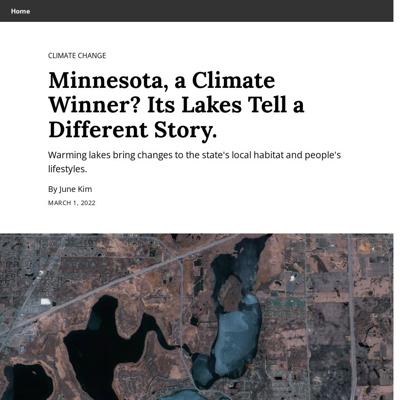 Home
CLIMATE CHANGE
Minnesota, a Climate
Winner? Its Lakes Tell a
Different Story.
Warming lakes bring changes to the state's local habitat and people's
lifestyles.
By June Kim
MARCH 1, 2022